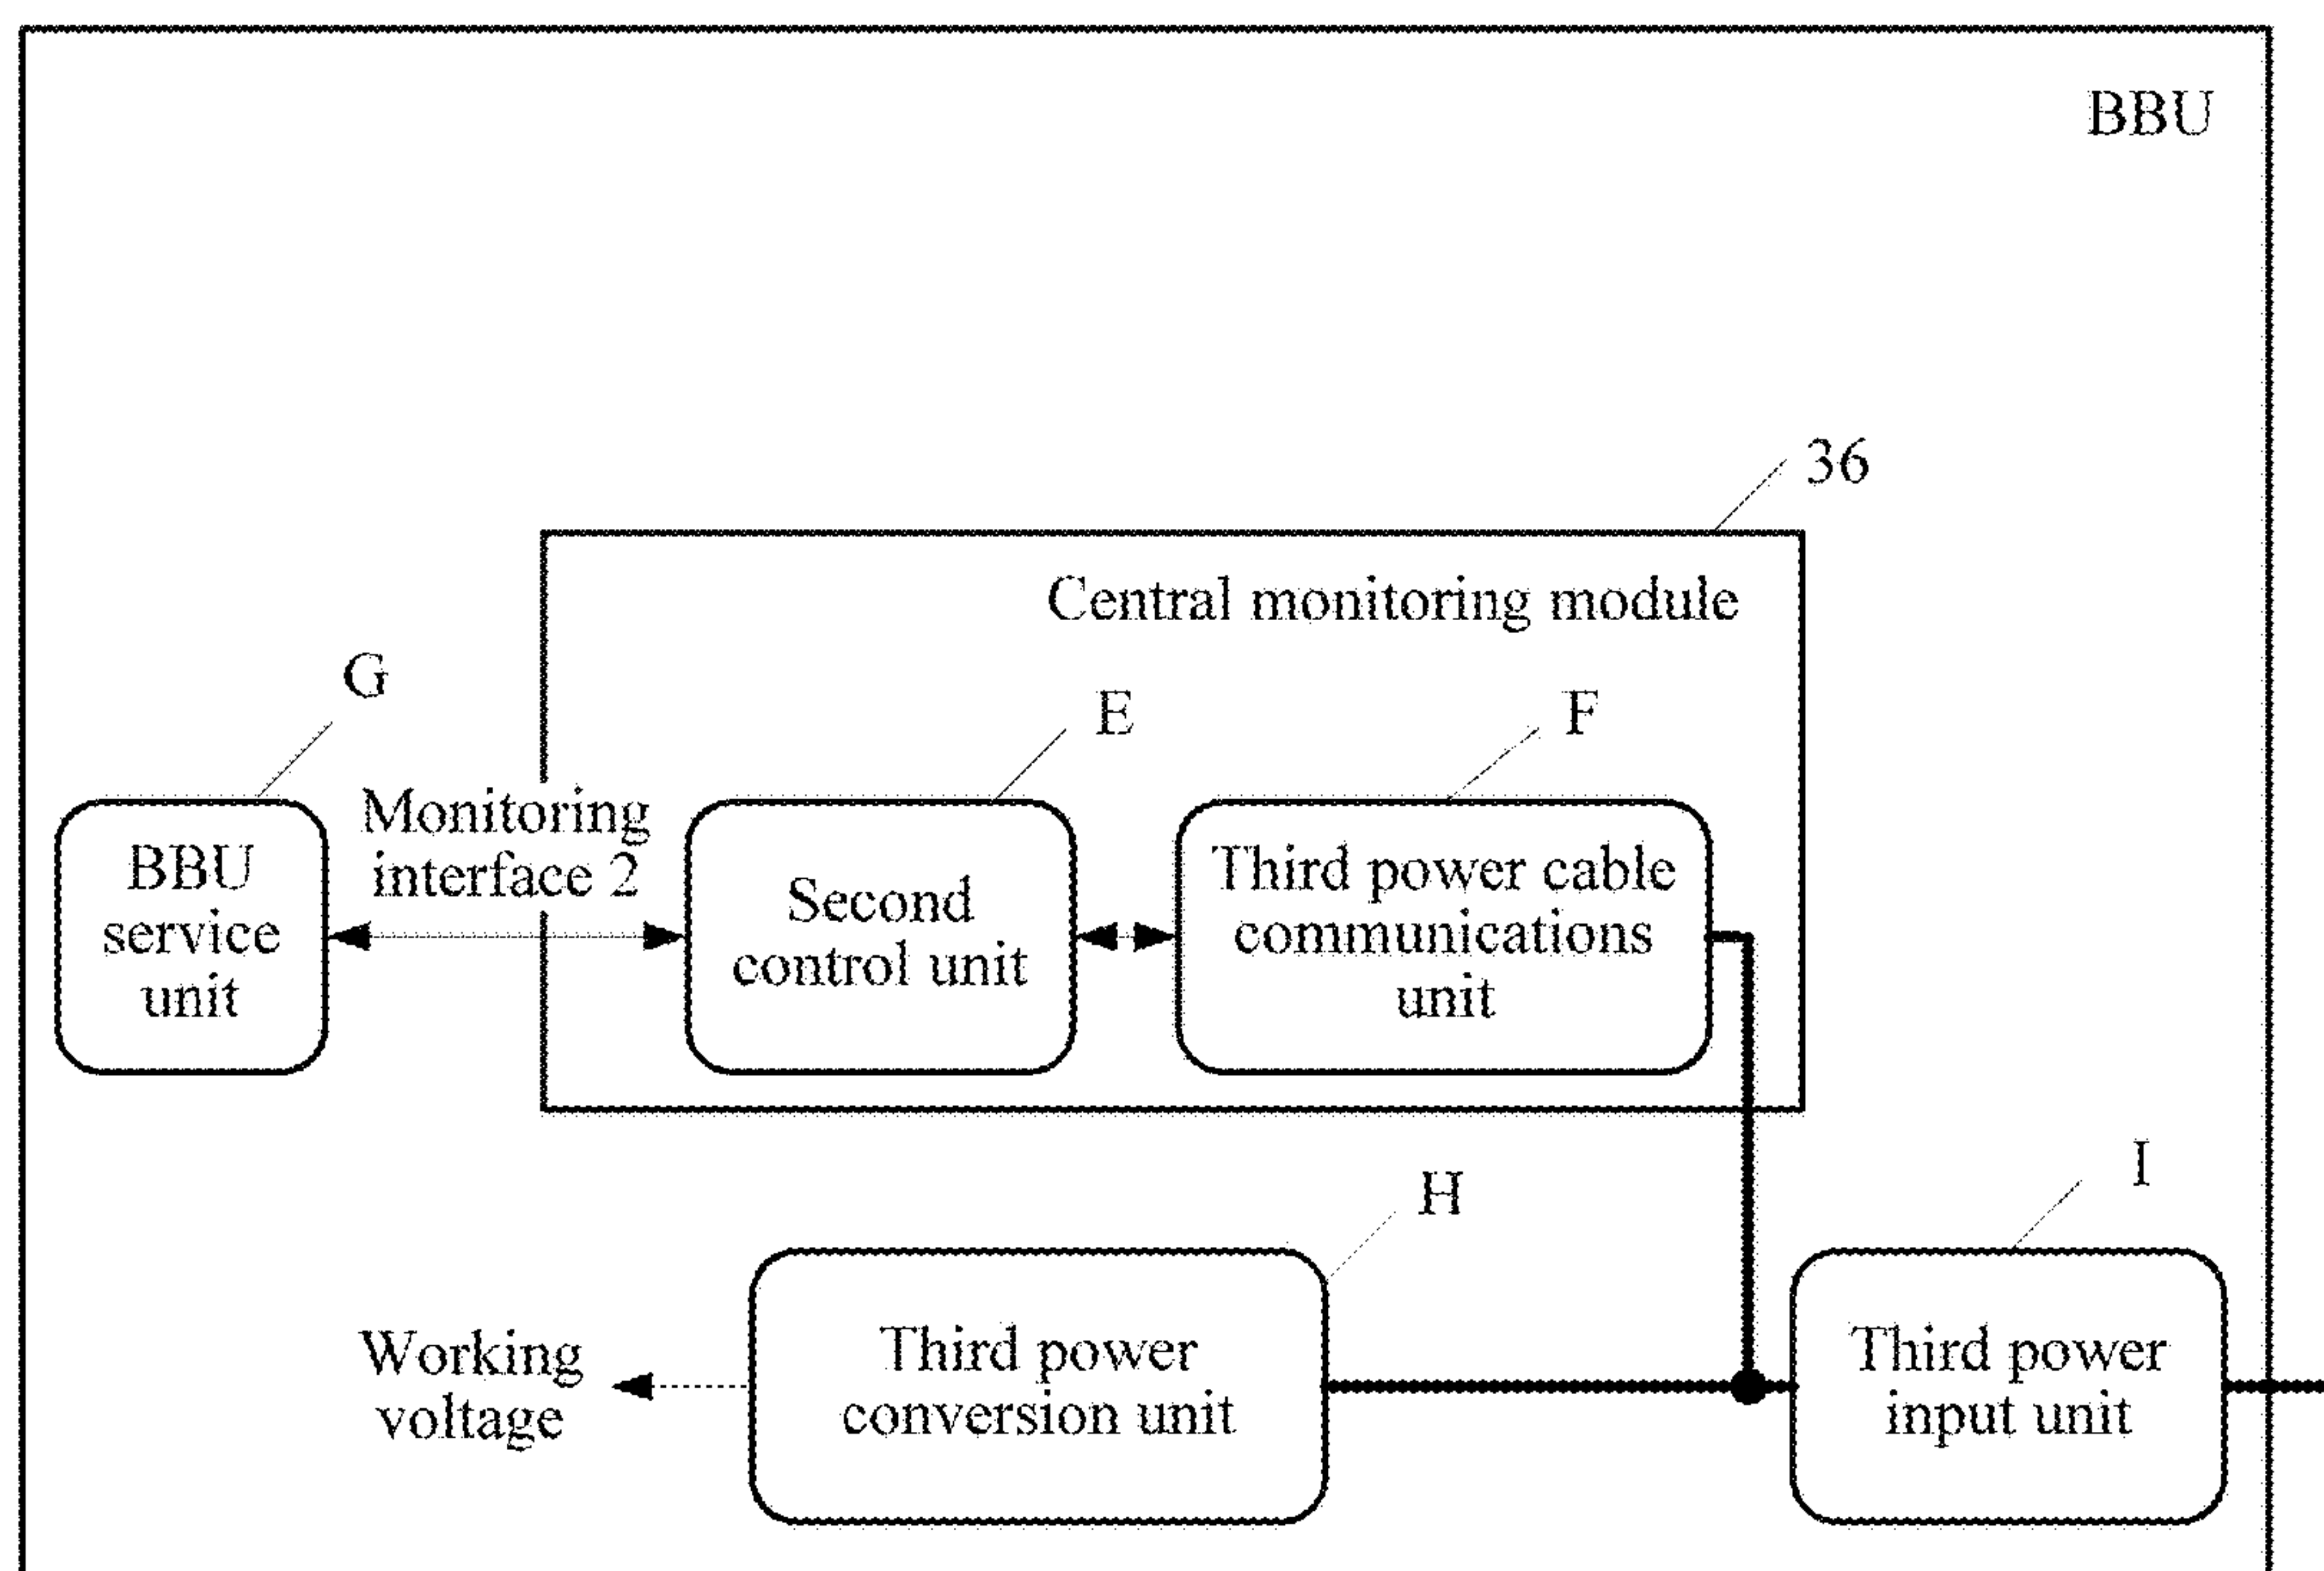 BBU
36
Central monitoring module
G
E
F
Monitoring
interface 2
BBU
service
unit
Second
control unit
Third power cable
communications
unit
H
I
Working
voltage
Third power
conversion unit
Third power
input unit